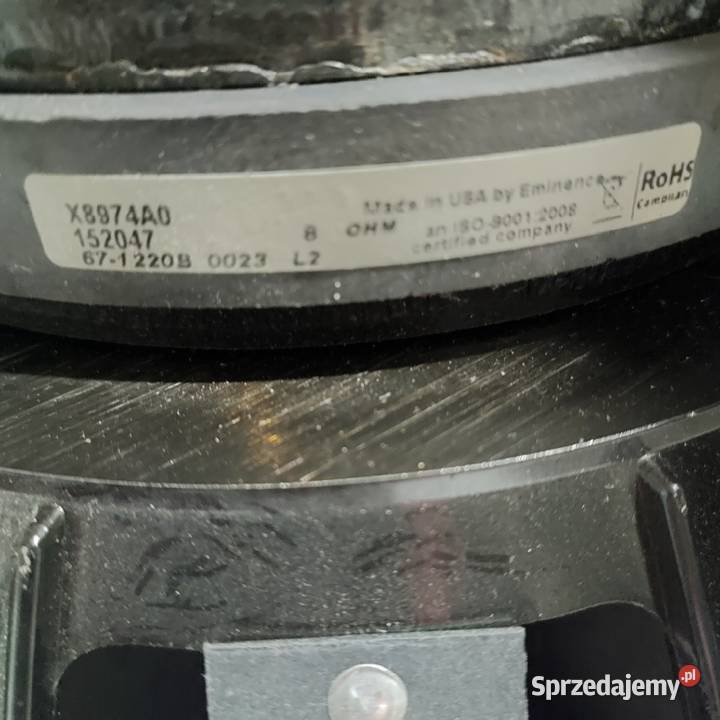 X8974A0
152047
67-1220B 0023 L2
8 OHM
Made in USA by Eminence
an ISO-9001:2008
certified company
RoHS
Compliant
Sprzedajemy.pl